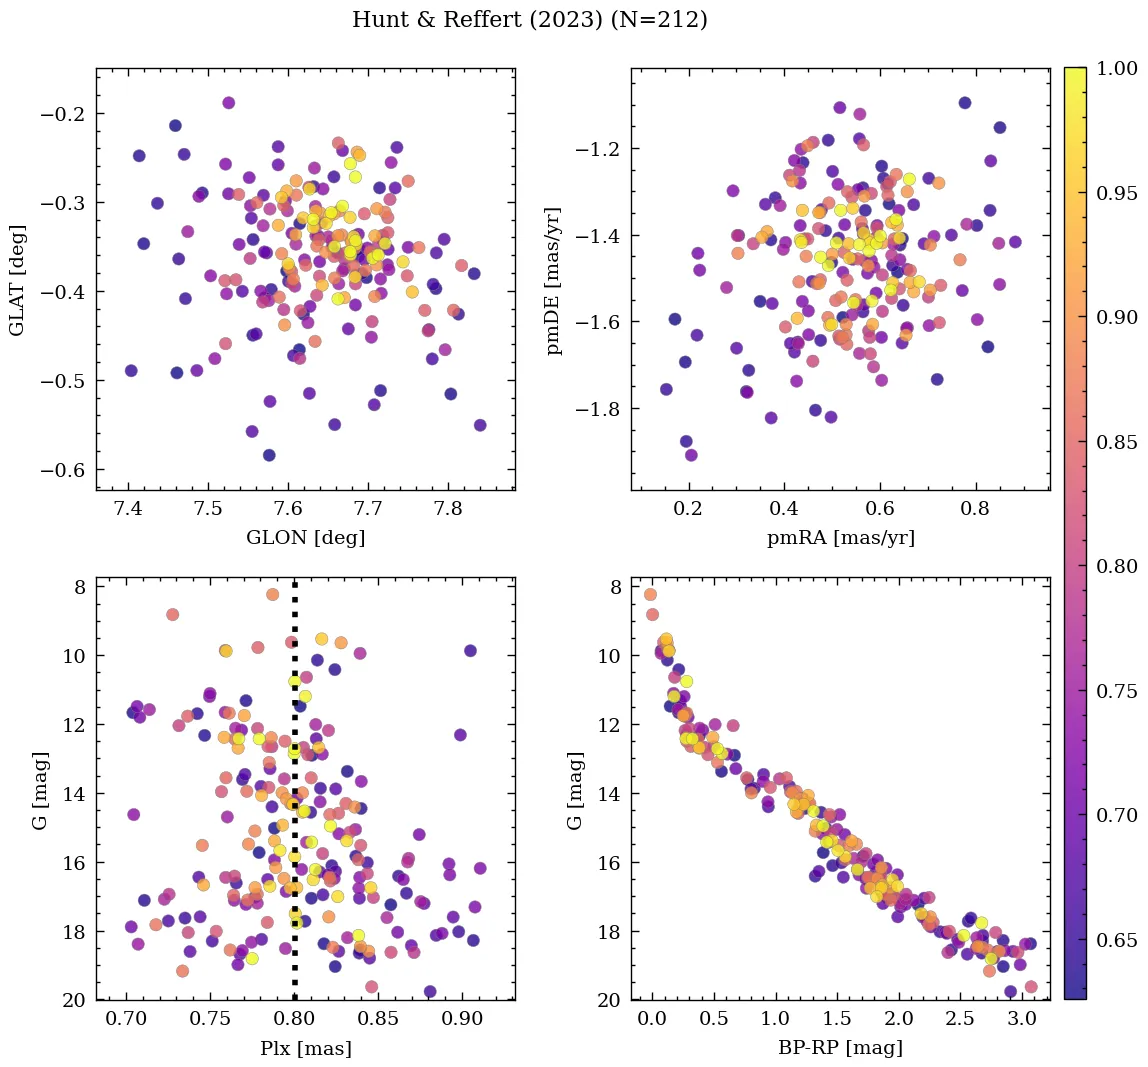 Hunt & Reffert (2023) (N=212)
−0.2
−0.3
−0.4
−0.5
−0.6
GLAT [deg]
7.4 7.5 7.6 7.7 7.8
GLON [deg]
−1.2
−1.4
−1.6
−1.8
pmDE [mas/yr]
0.2 0.4 0.6 0.8
pmRA [mas/yr]
8
10
12
14
16
18
20
G [mag]
0.70 0.75 0.80 0.85 0.90
Plx [mas]
8
10
12
14
16
18
20
G [mag]
0.0 0.5 1.0 1.5 2.0 2.5 3.0
BP-RP [mag]
1.00
0.95
0.90
0.85
0.80
0.75
0.70
0.65